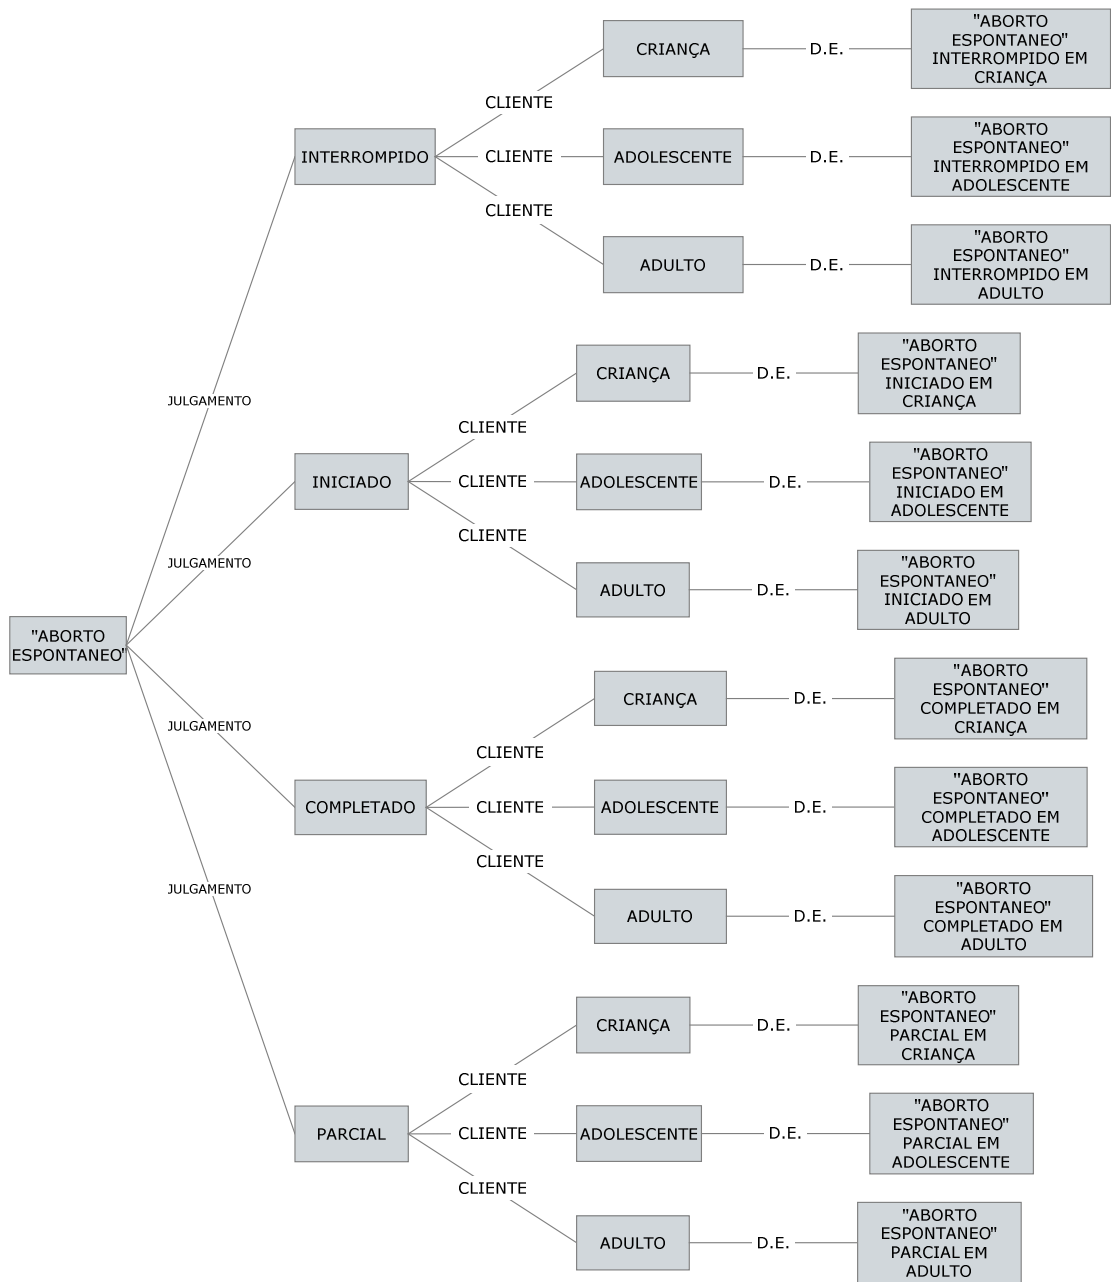 "ABORTO
ESPONTANEO"
JULGAMENTO
INTERROMPIDO
CLIENTE
CRIANÇA
D.E.
"ABORTO
ESPONTANEO"
INTERROMPIDO EM
CRIANÇA
CLIENTE
ADOLESCENTE
D.E.
"ABORTO
ESPONTANEO"
INTERROMPIDO EM
ADOLESCENTE
CLIENTE
ADULTO
D.E.
"ABORTO
ESPONTANEO"
INTERROMPIDO EM
ADULTO
JULGAMENTO
INICIADO
CLIENTE
CRIANÇA
D.E.
"ABORTO
ESPONTANEO"
INICIADO EM
CRIANÇA
CLIENTE
ADOLESCENTE
D.E.
"ABORTO
ESPONTANEO"
INICIADO EM
ADOLESCENTE
CLIENTE
ADULTO
D.E.
"ABORTO
ESPONTANEO"
INICIADO EM
ADULTO
JULGAMENTO
COMPLETADO
CLIENTE
CRIANÇA
D.E.
"ABORTO
ESPONTANEO"
COMPLETADO EM
CRIANÇA
CLIENTE
ADOLESCENTE
D.E.
"ABORTO
ESPONTANEO"
COMPLETADO EM
ADOLESCENTE
CLIENTE
ADULTO
D.E.
"ABORTO
ESPONTANEO"
COMPLETADO EM
ADULTO
JULGAMENTO
PARCIAL
CLIENTE
CRIANÇA
D.E.
"ABORTO
ESPONTANEO"
PARCIAL EM
CRIANÇA
CLIENTE
ADOLESCENTE
D.E.
"ABORTO
ESPONTANEO"
PARCIAL EM
ADOLESCENTE
CLIENTE
ADULTO
D.E.
"ABORTO
ESPONTANEO"
PARCIAL EM
ADULTO